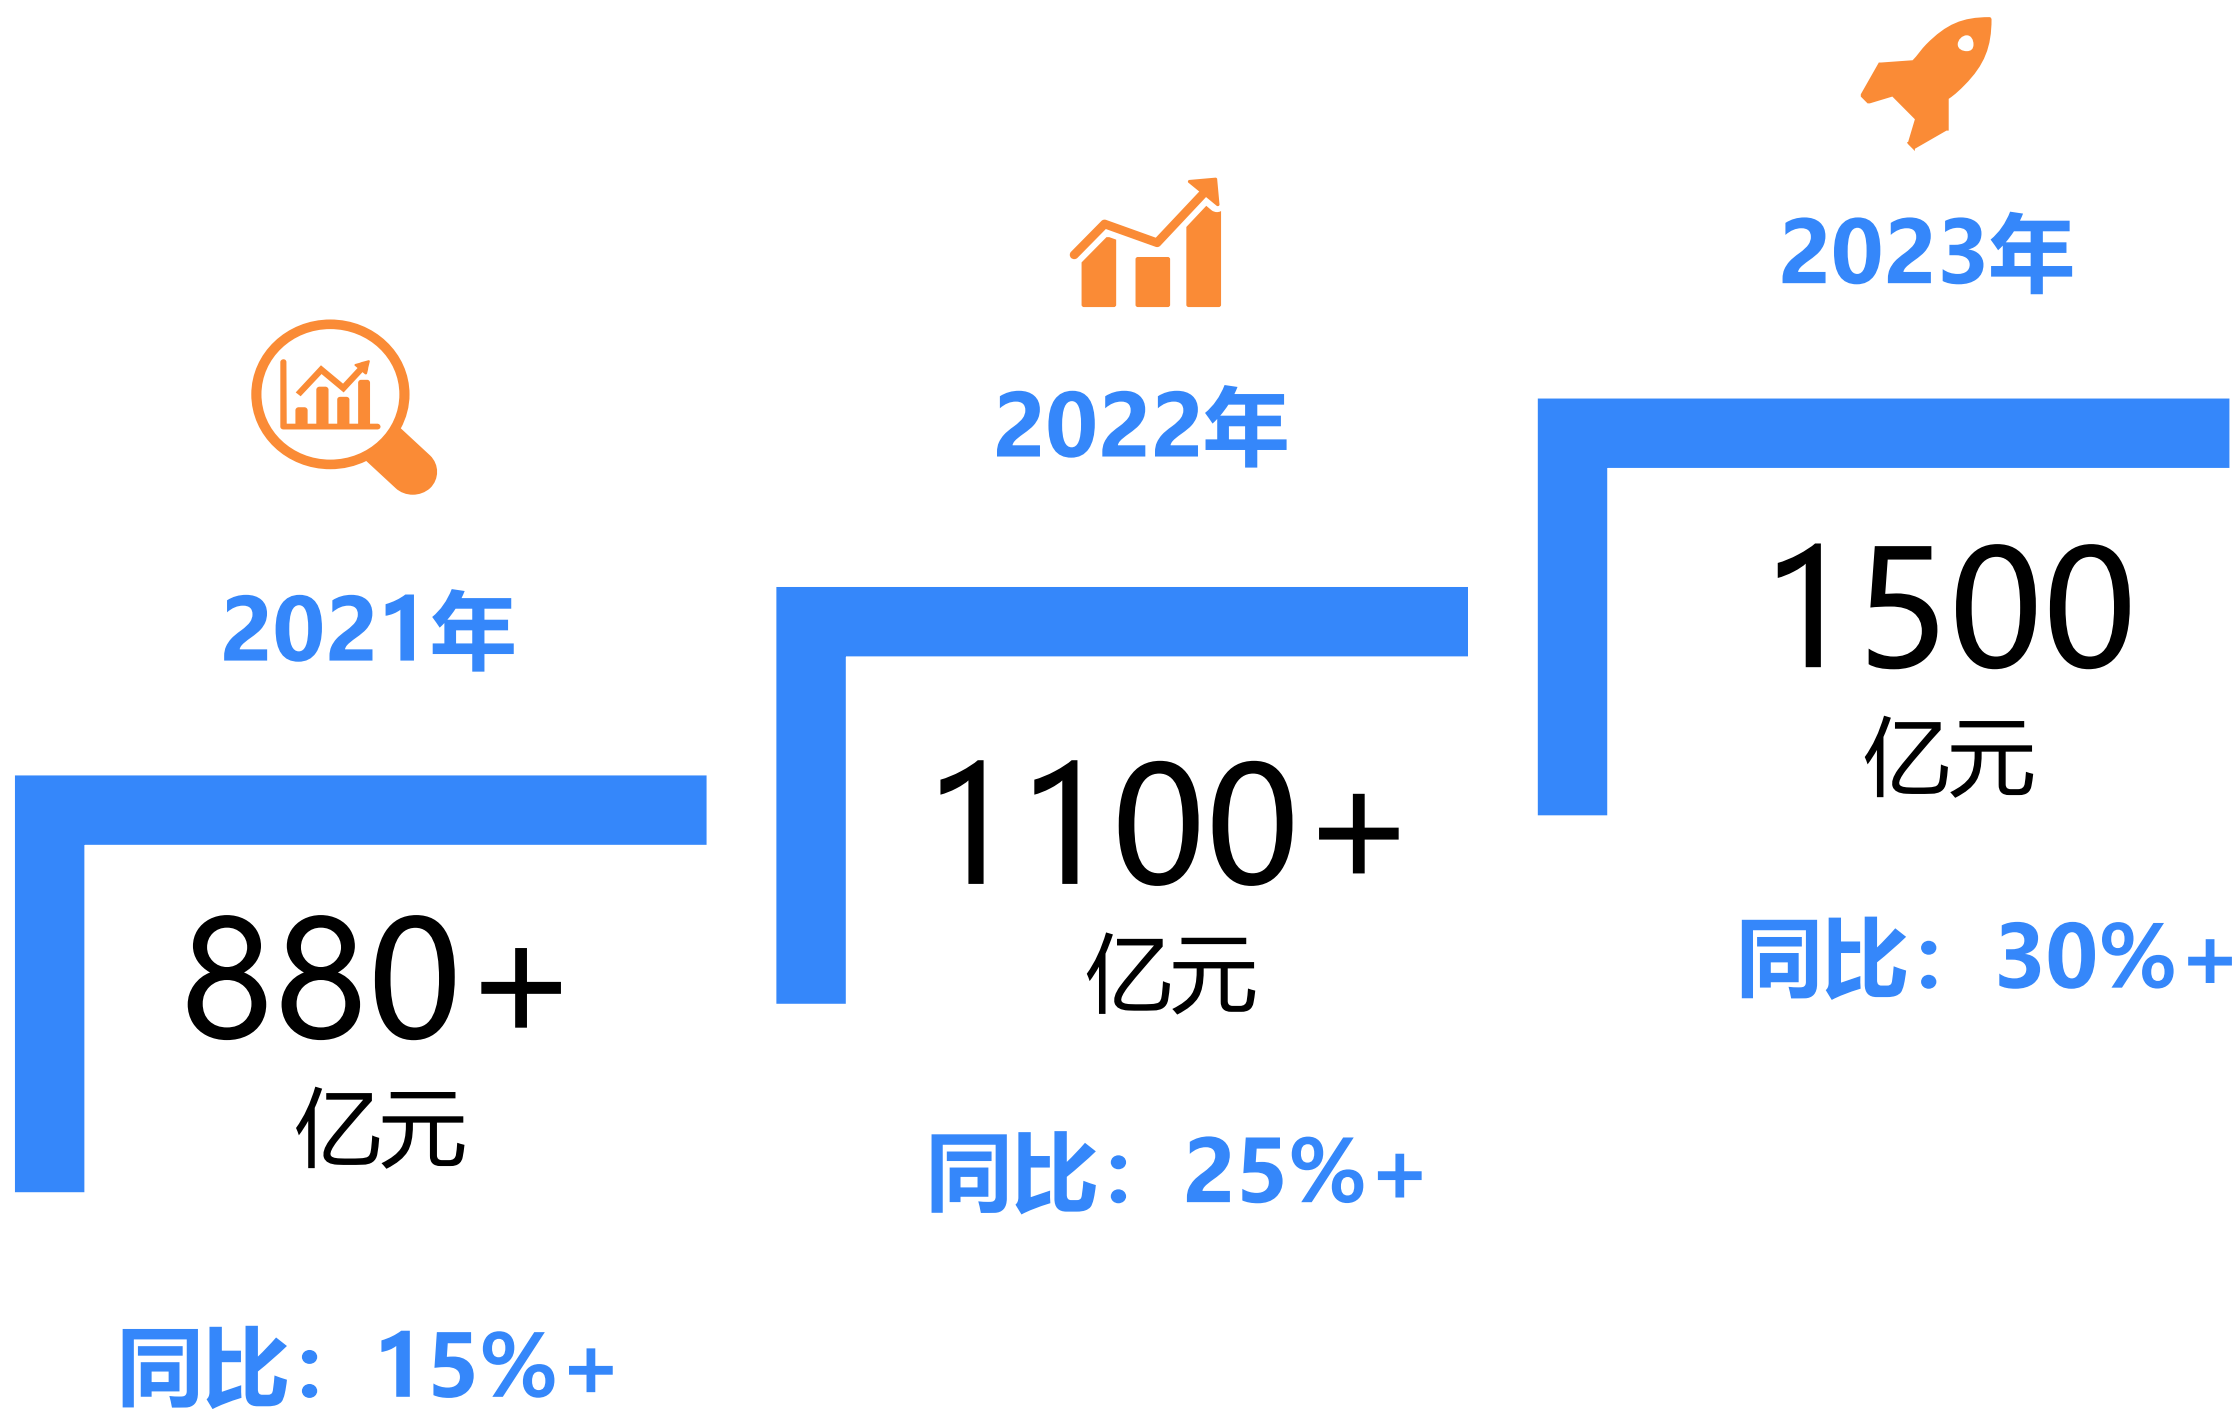 2021年
880+
亿元
同比：15%+
2022年
1100+
亿元
同比：25%+
2023年
1500
亿元
同比：30%+